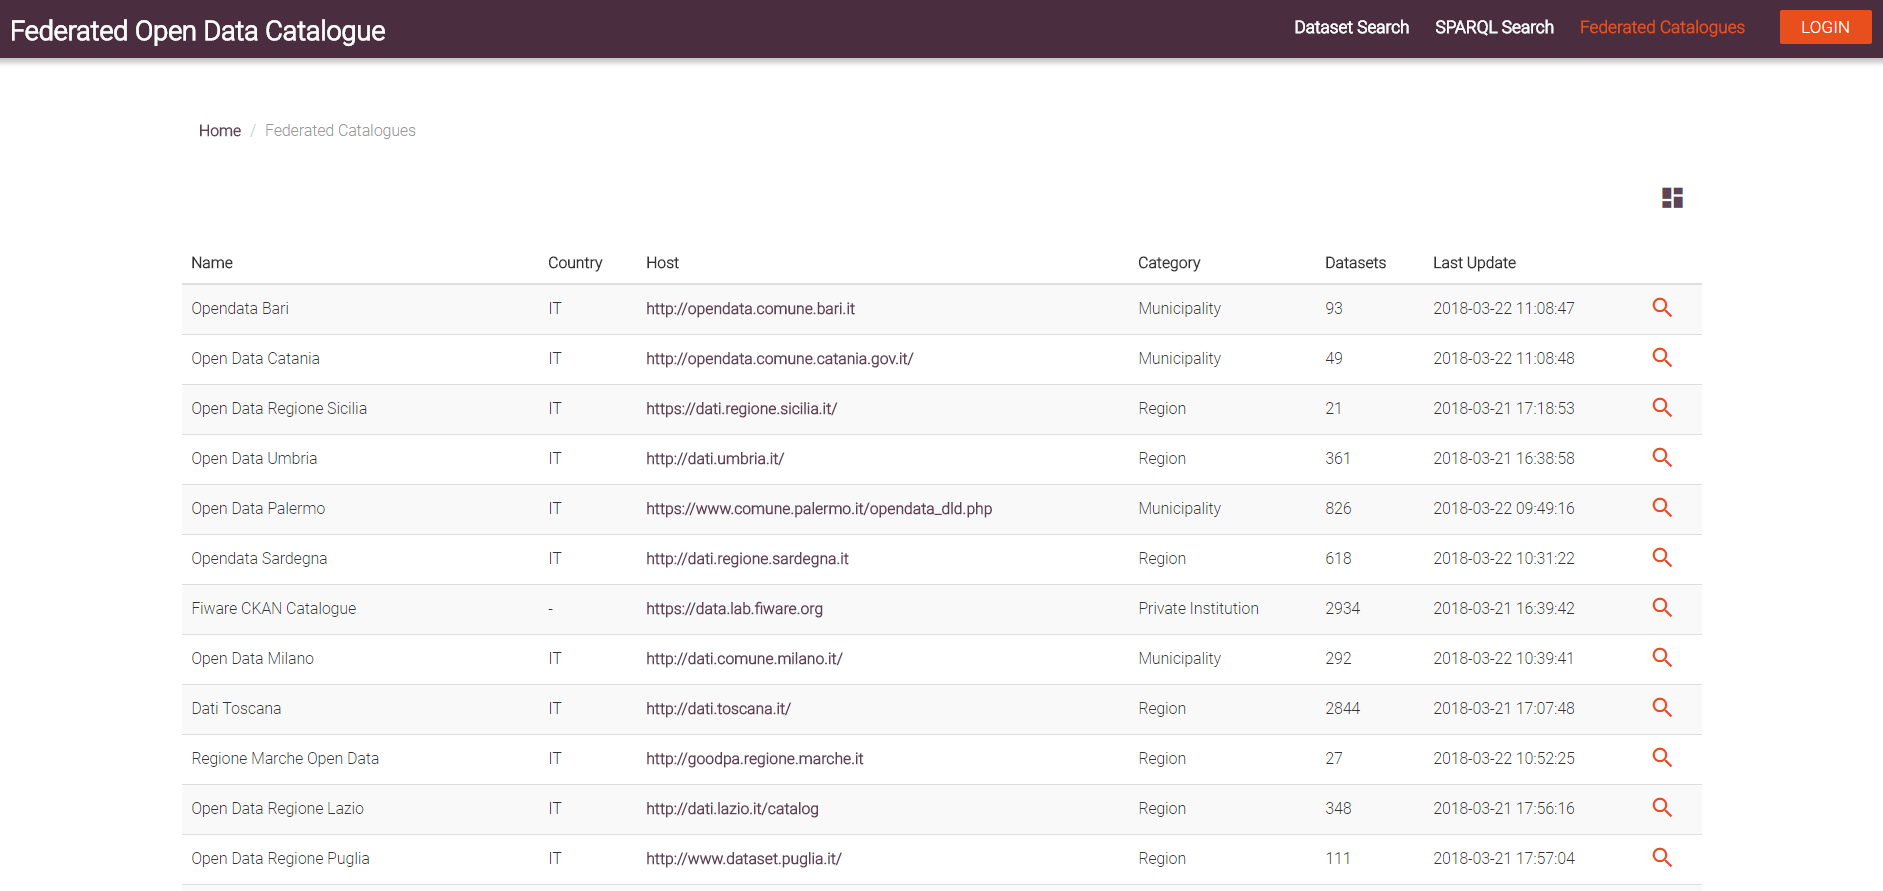 Federated Open Data Catalogue Dataset Search SPARQL Search Federated Catalogues LOGIN
Home / Federated Catalogues
Name Country Host Category Datasets Last Update
Opendata Bari IT http://opendata.comune.bari.it Municipality 93 2018-03-22 11:08:47
Open Data Catania IT http://opendata.comune.catania.gov.it/ Municipality 49 2018-03-22 11:08:48
Open Data Regione Sicilia IT https://dati.regione.sicilia.it/ Region 21 2018-03-21 17:18:53
Open Data Umbria IT http://dati.umbria.it/ Region 361 2018-03-21 16:38:58
Open Data Palermo IT https://www.comune.palermo.it/opendata_dld.php Municipality 826 2018-03-22 09:49:16
Opendata Sardegna IT http://dati.regione.sardegna.it Region 618 2018-03-22 10:31:22
Fiware CKAN Catalogue - https://data.lab.fiware.org Private Institution 2934 2018-03-21 16:39:42
Open Data Milano IT http://dati.comune.milano.it/ Municipality 292 2018-03-22 10:39:41
Dati Toscana IT http://dati.toscana.it/ Region 2844 2018-03-21 17:07:48
Regione Marche Open Data IT http://goodpa.regione.marche.it Region 27 2018-03-22 10:52:25
Open Data Regione Lazio IT http://dati.lazio.it/catalog Region 348 2018-03-21 17:56:16
Open Data Regione Puglia IT http://www.dataset.puglia.it/ Region 111 2018-03-21 17:57:04